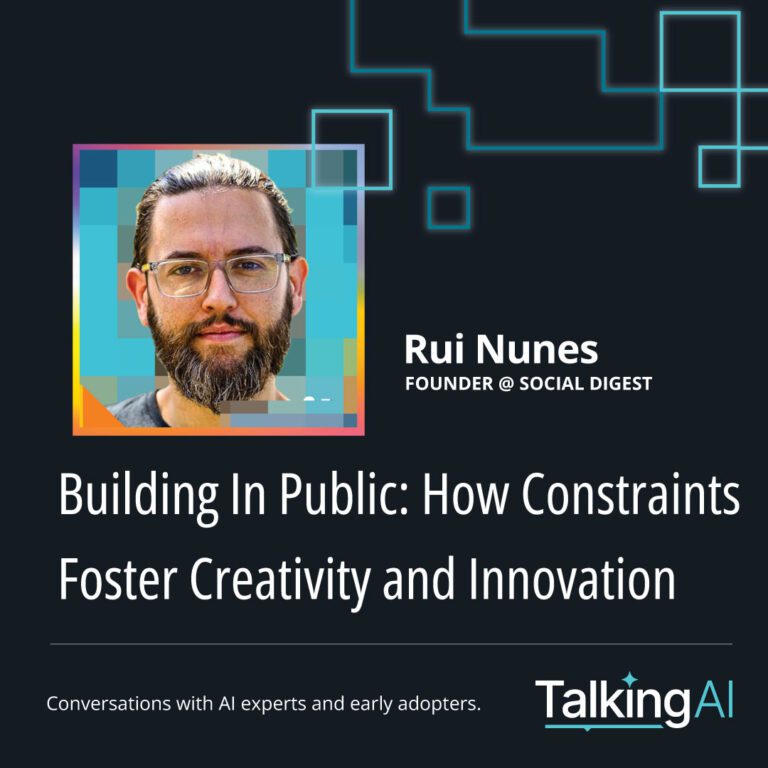 Rui Nunes
FOUNDER @ SOCIAL DIGEST
Building In Public: How Constraints
Foster Creativity and Innovation
Conversations with AI experts and early adopters.
TalkingAI